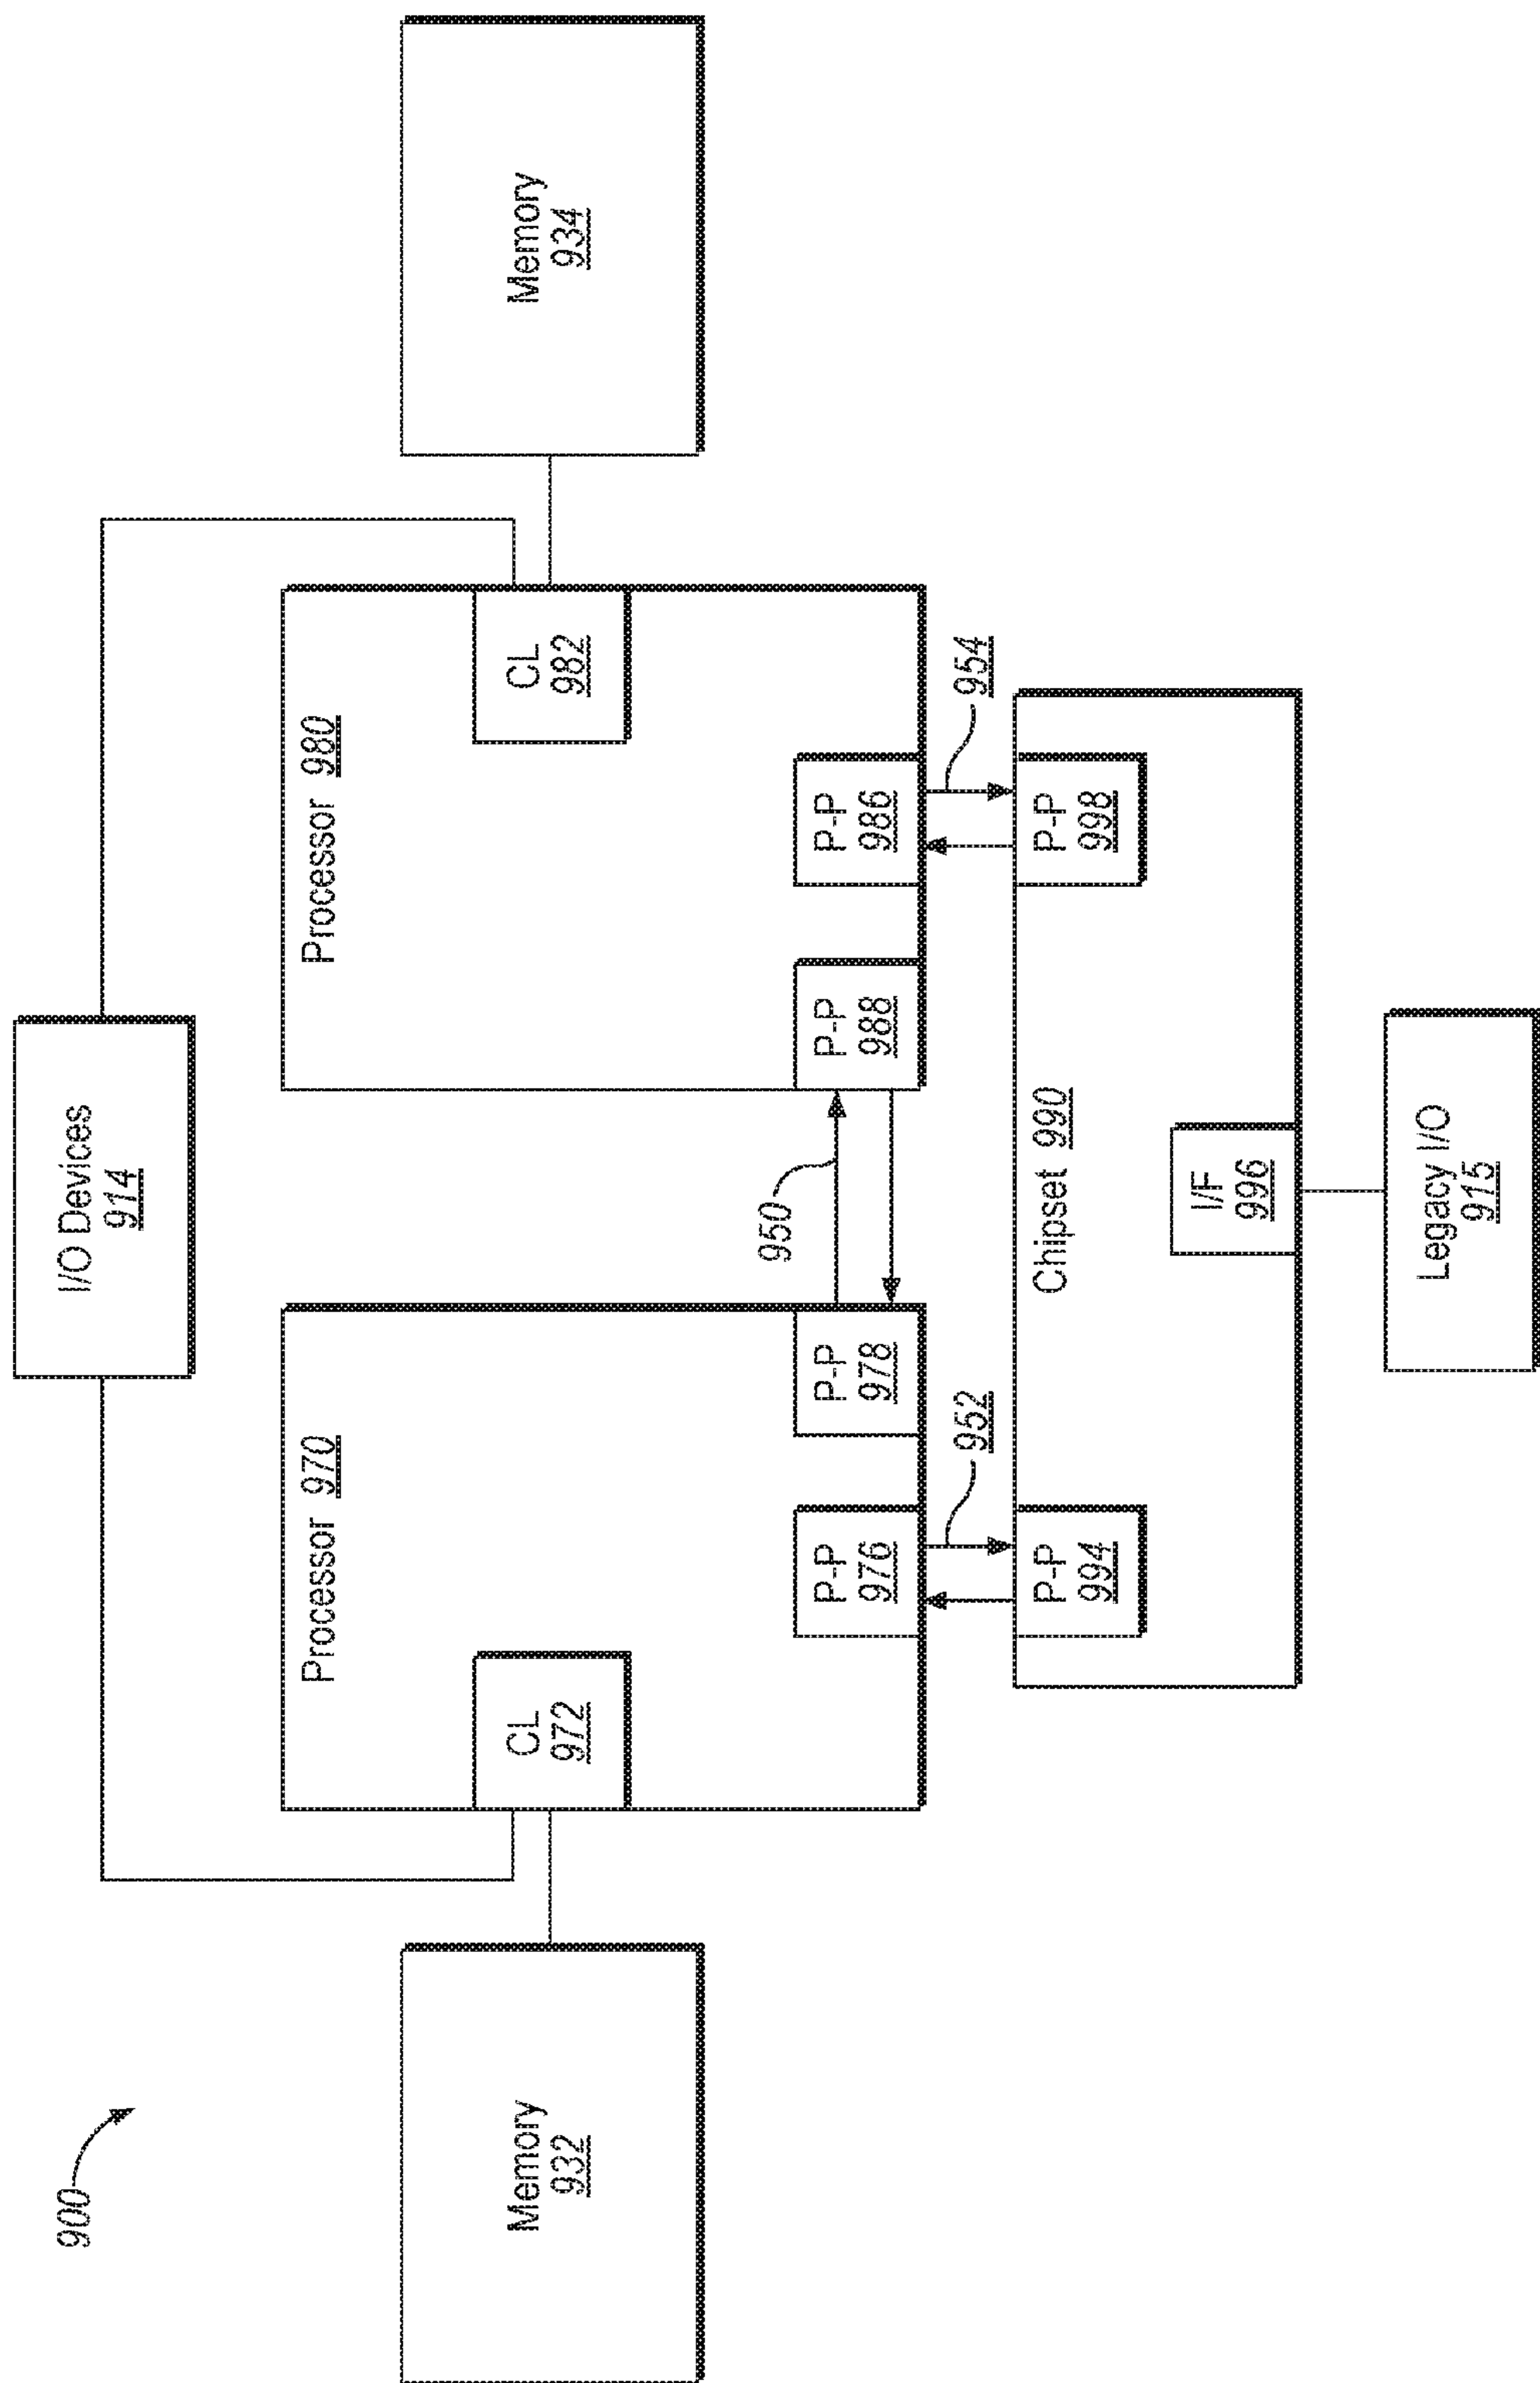 900
I/O Devices
914
Memory
932
Processor 970
CL
972
P-P
976
P-P
978
950
Processor 980
CL
982
P-P
988
P-P
986
Memory
934
952
954
Chipset 990
P-P
994
P-P
998
I/F
996
Legacy I/O
915